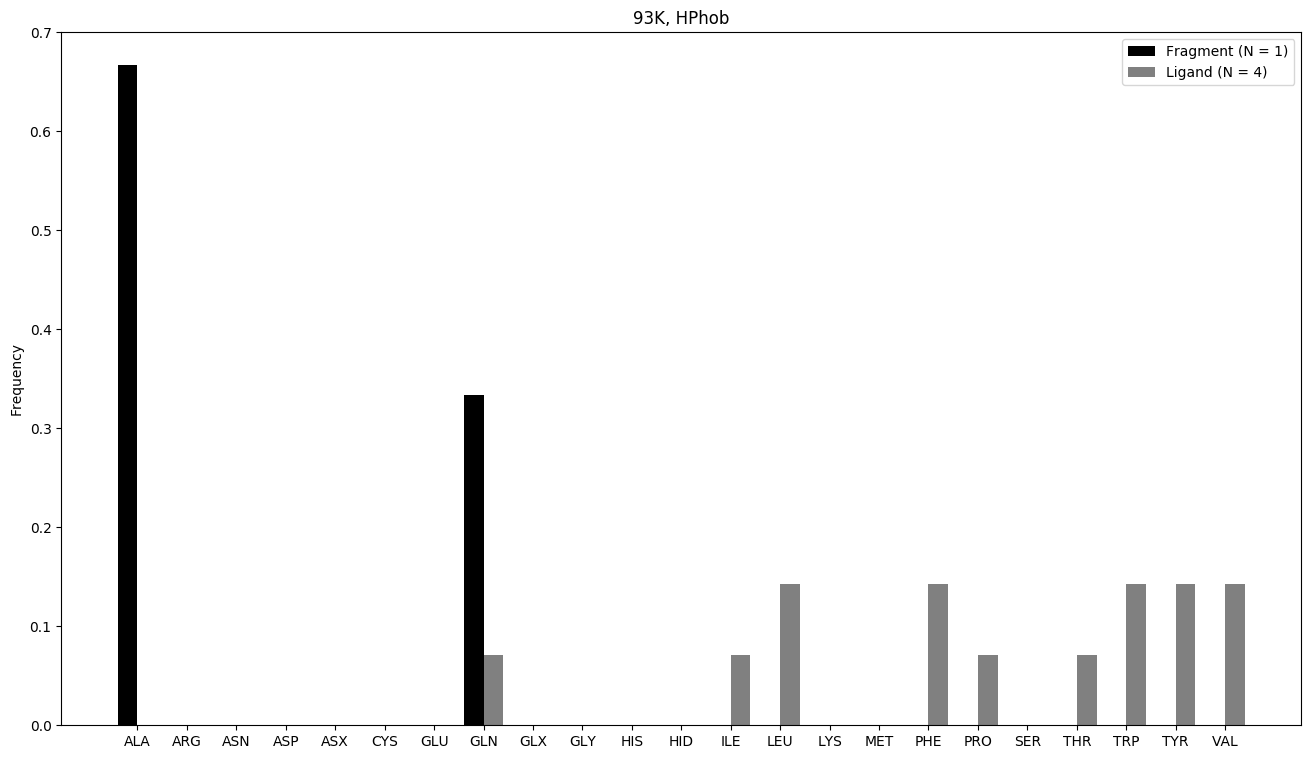 93K, HPhob
Fragment (N = 1)
Ligand (N = 4)
Frequency
0.7
0.6
0.5
0.4
0.3
0.2
0.1
0.0
ALA ARG ASN ASP ASX CYS GLU GLN GLX GLY HIS HID ILE LEU LYS MET PHE PRO SER THR TRP TYR VAL